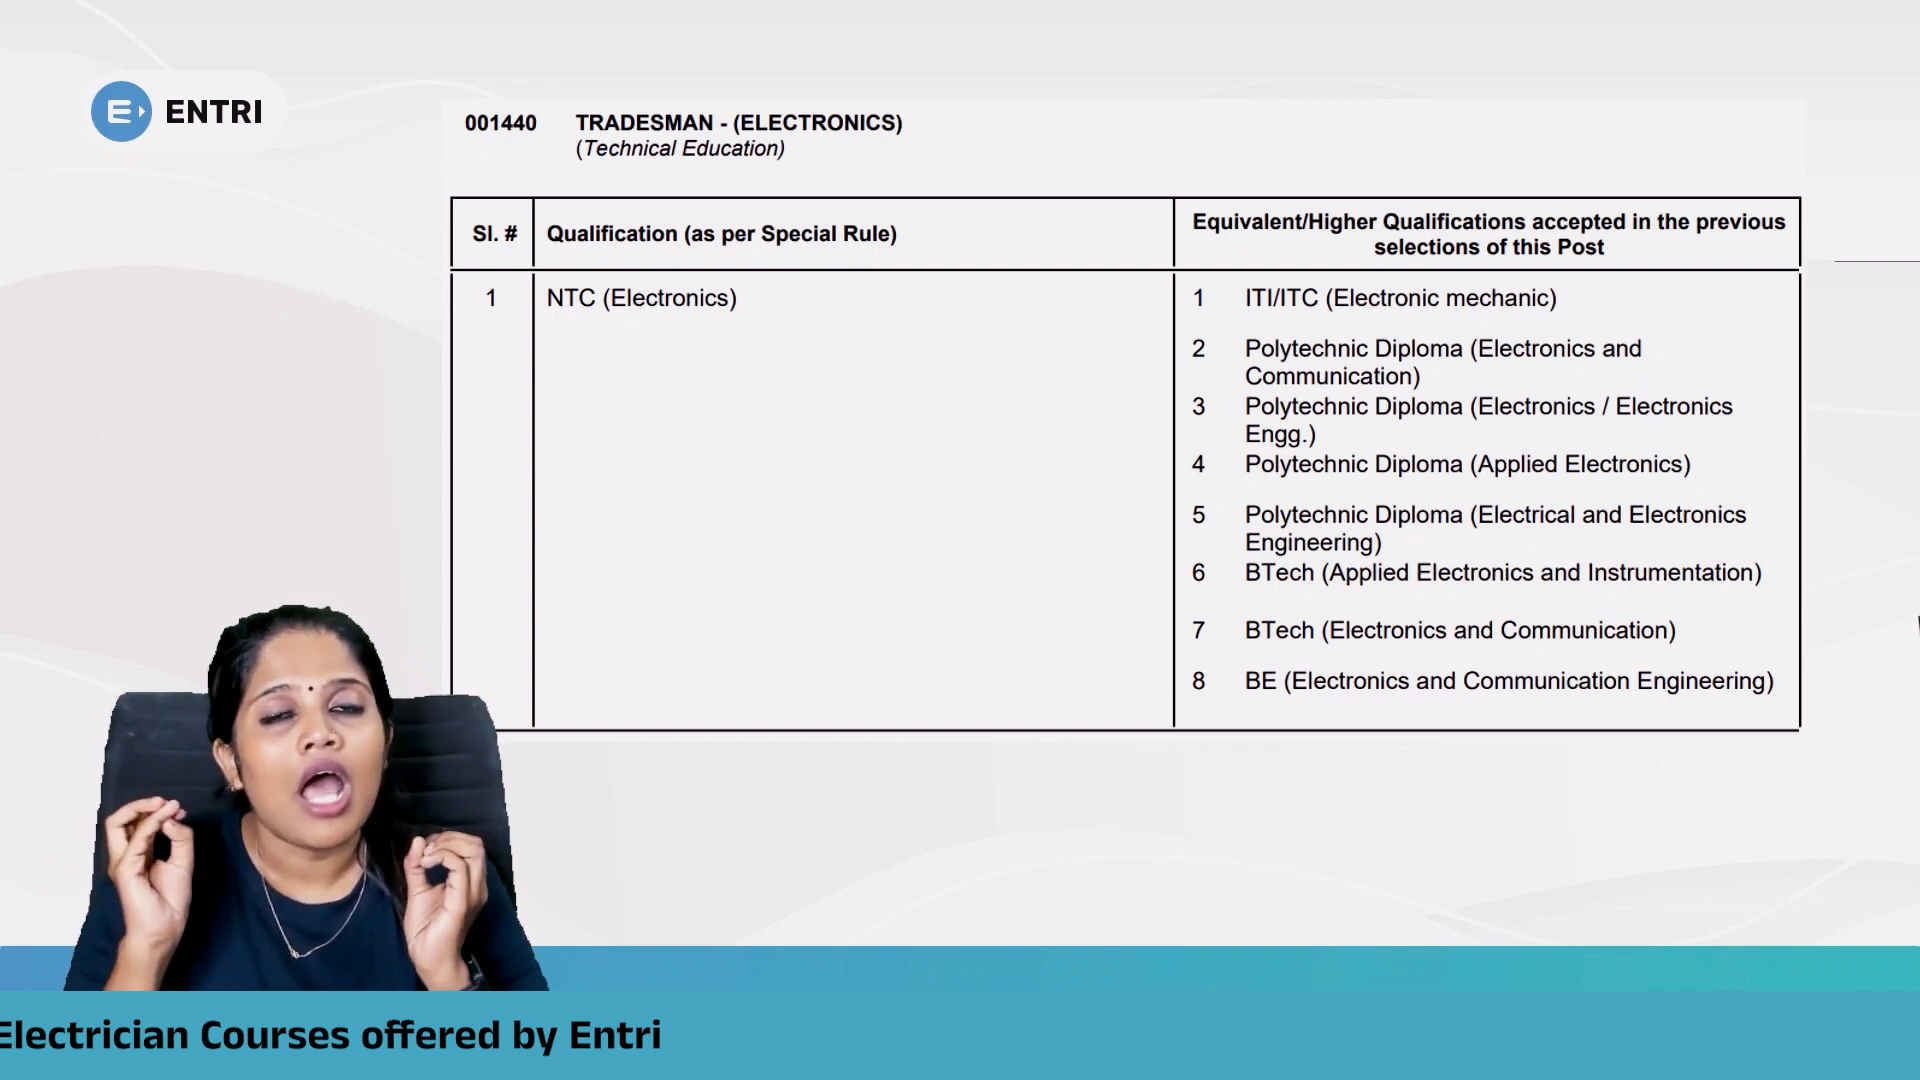 ENTRI
001440 TRADESMAN - (ELECTRONICS)
(Technical Education)
Sl. # Qualification (as per Special Rule) Equivalent/Higher Qualifications accepted in the previous
selections of this Post
1 NTC (Electronics) 1 ITI/ITC (Electronic mechanic)
2 Polytechnic Diploma (Electronics and
Communication)
3 Polytechnic Diploma (Electronics / Electronics
Engg.)
4 Polytechnic Diploma (Applied Electronics)
5 Polytechnic Diploma (Electrical and Electronics
Engineering)
6 BTech (Applied Electronics and Instrumentation)
7 BTech (Electronics and Communication)
8 BE (Electronics and Communication Engineering)
Electrician Courses offered by Entri